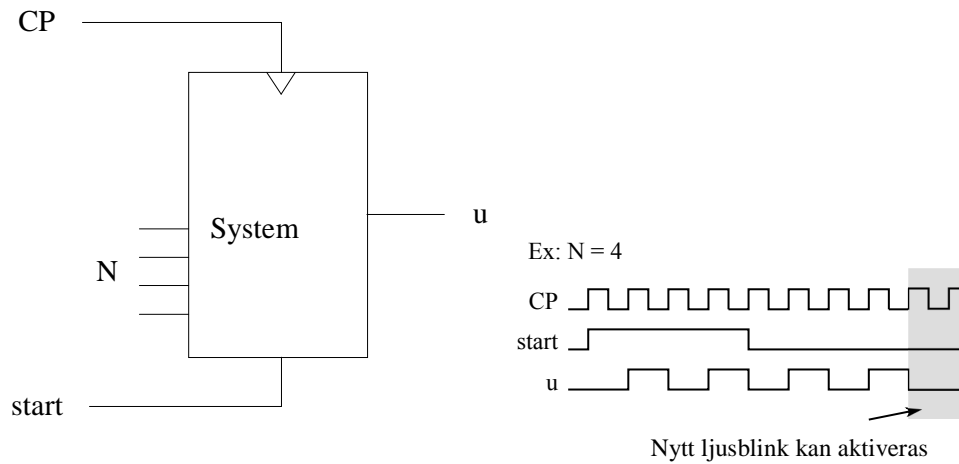 CP
System
u
N
start
Ex: N = 4
CP
start
u
Nytt ljusblink kan aktiveras